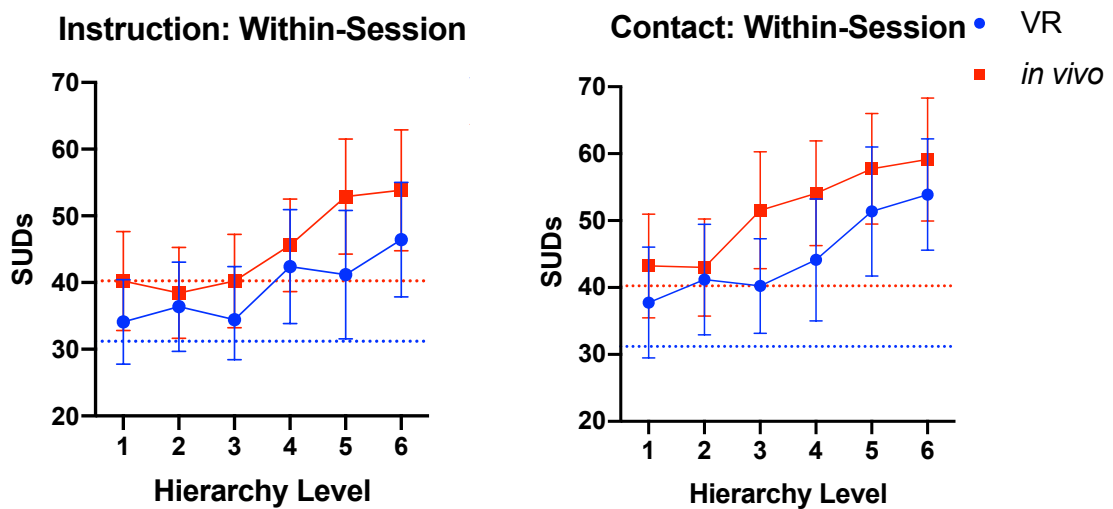 Instruction: Within-Session
SUDs
70
60
50
40
30
20
1 2 3 4 5 6
Hierarchy Level
Contact: Within-Session
SUDs
70
60
50
40
30
20
1 2 3 4 5 6
Hierarchy Level
VR
in vivo